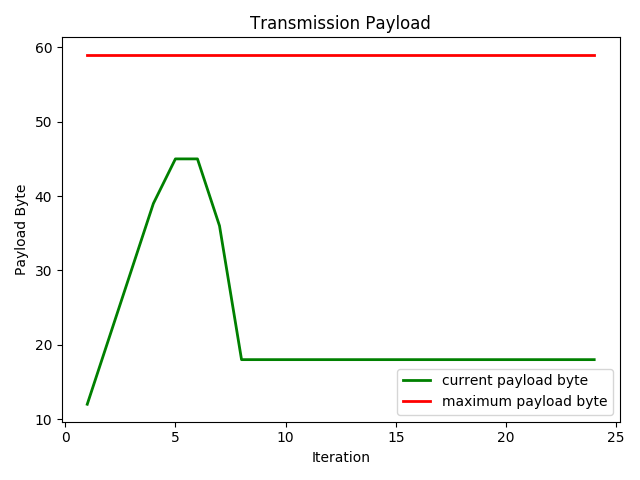 Transmission Payload
Payload Byte
60
50
40
30
20
10
0
5
10
15
20
25
Iteration
current payload byte
maximum payload byte